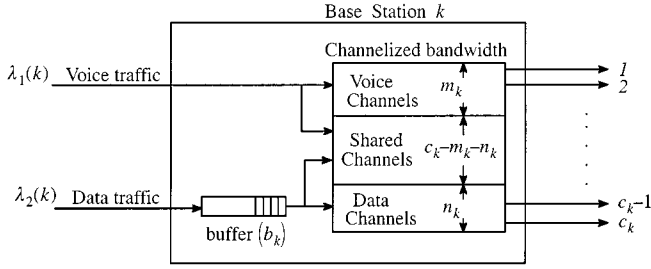 Base Station k
Channelized bandwidth
λ₁(k) Voice traffic
Voice Channels
mₖ
1
2
Shared Channels
cₖ–mₖ–nₖ
λ₂(k) Data traffic
buffer (bₖ)
Data Channels
nₖ
cₖ–1
cₖ